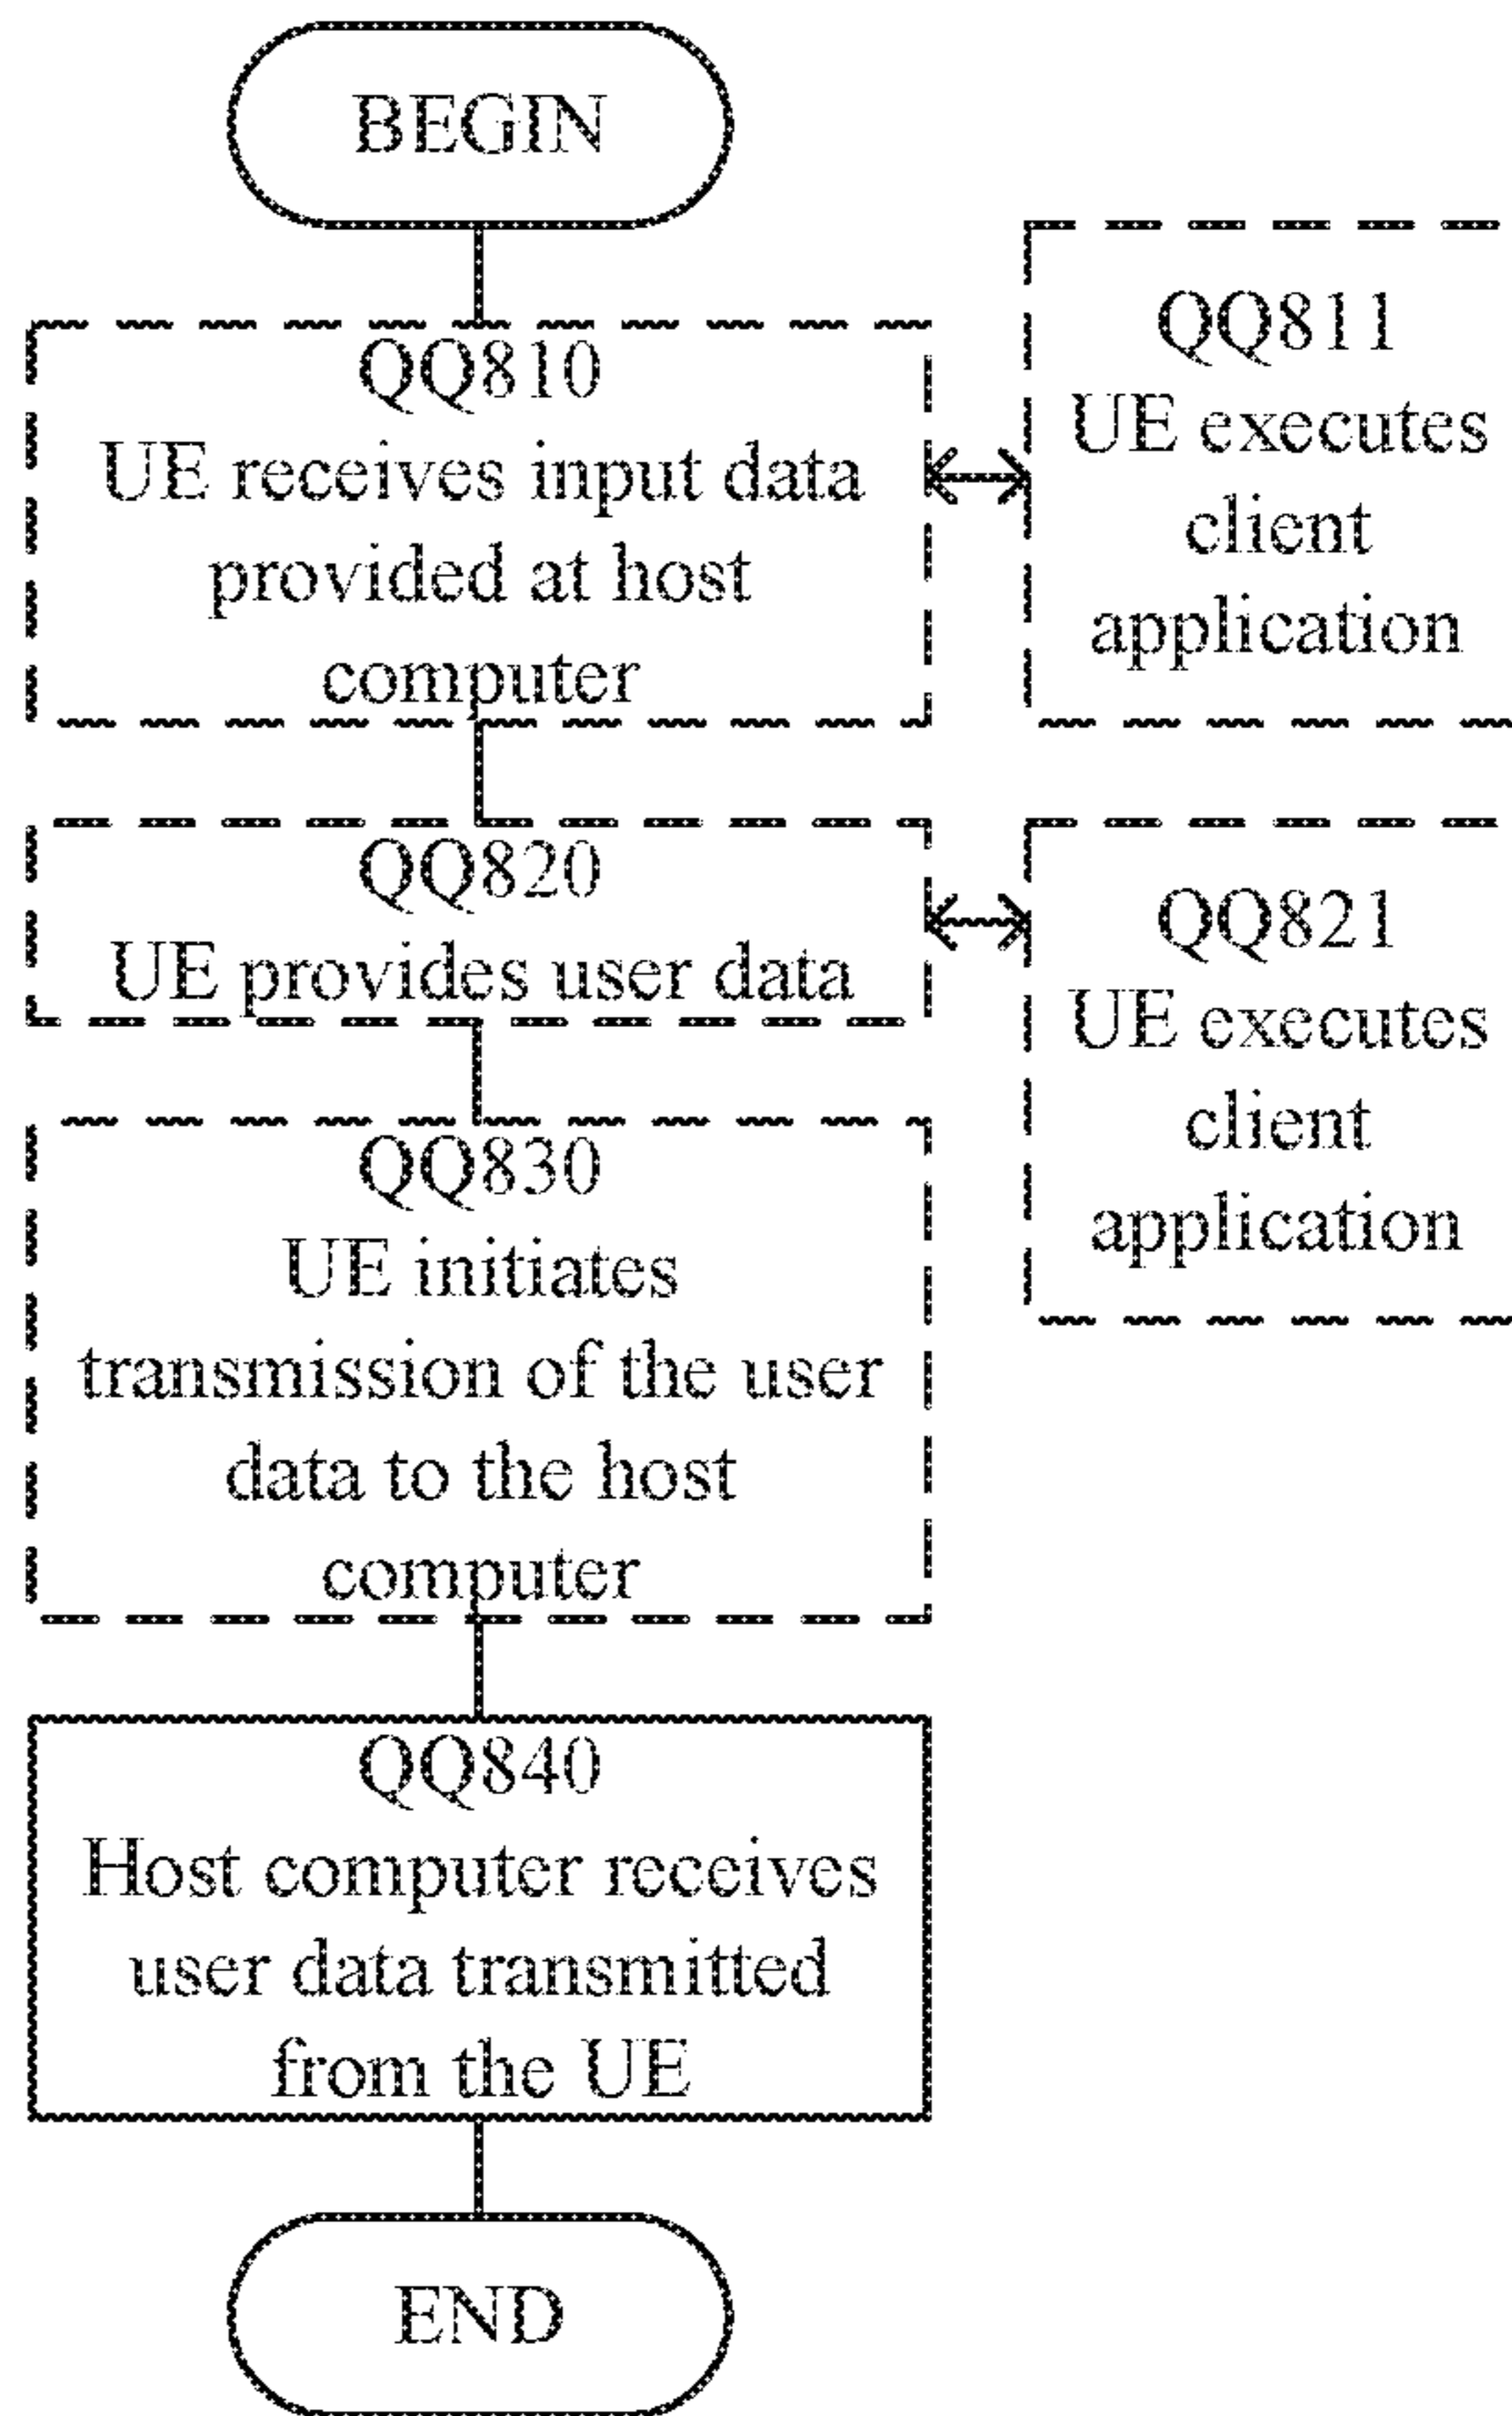 BEGIN
QQ810
UE receives input data
provided at host
computer
QQ811
UE executes
client
application
QQ820
UE provides user data
QQ821
UE executes
client
application
QQ830
UE initiates
transmission of the user
data to the host
computer
QQ840
Host computer receives
user data transmitted
from the UE
END